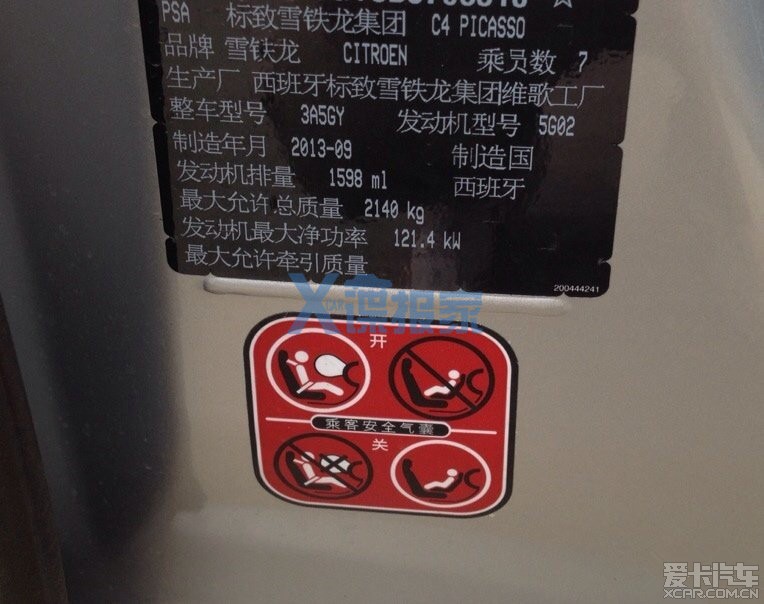 PSA 标致雪铁龙集团 C4 PICASSO
品牌 雪铁龙 CITROEN 乘员数 7
生产厂 西班牙标致雪铁龙集团维歌工厂
整车型号 3A5GY 发动机型号 5G02
制造年月 2013-09 制造国
发动机排量 1598 ml 西班牙
最大允许总质量 2140 kg
发动机最大净功率 121.4 kW
最大允许牵引质量
200444241
X谍报家
开
乘客安全气囊
关
爱卡汽车
XCAR.COM.CN